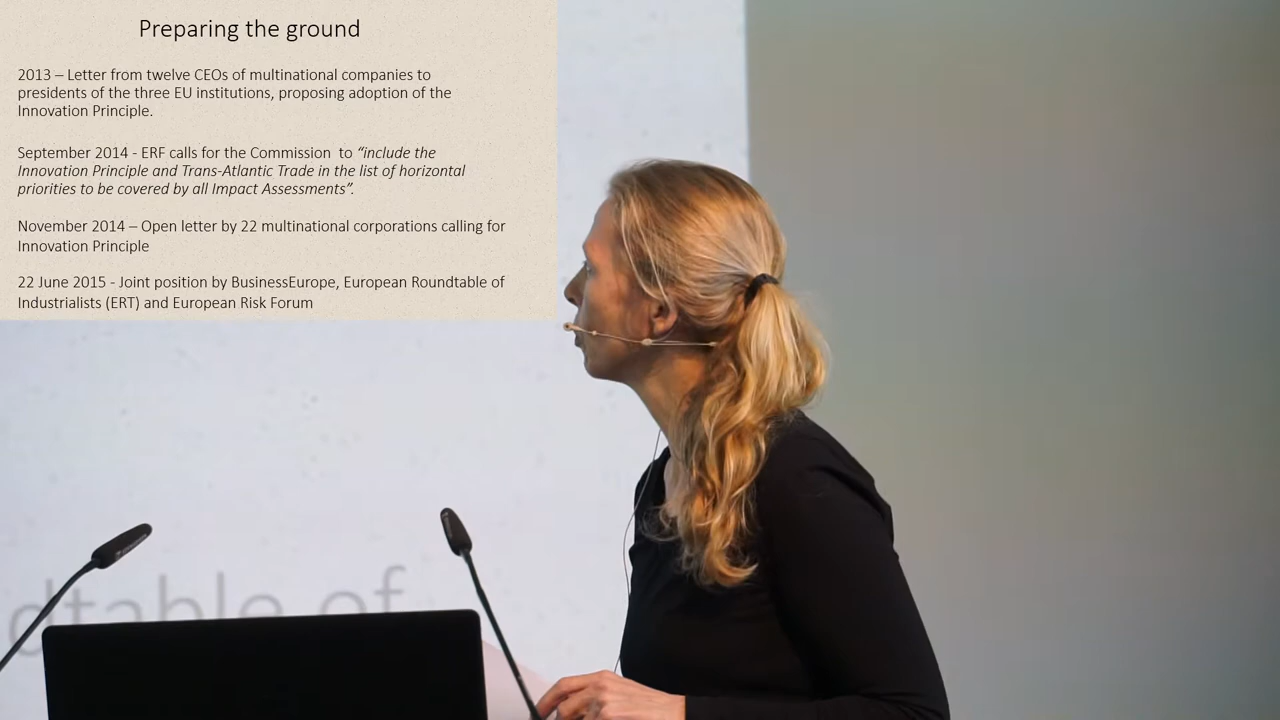 Preparing the ground
2013 – Letter from twelve CEOs of multinational companies to
presidents of the three EU institutions, proposing adoption of the
Innovation Principle.
September 2014 - ERF calls for the Commission  to “include the
Innovation Principle and Trans-Atlantic Trade in the list of horizontal
priorities to be covered by all Impact Assessments”.
November 2014 – Open letter by 22 multinational corporations calling for
Innovation Principle
22 June 2015 - Joint position by BusinessEurope, European Roundtable of
Industrialists (ERT) and European Risk Forum
dtable of